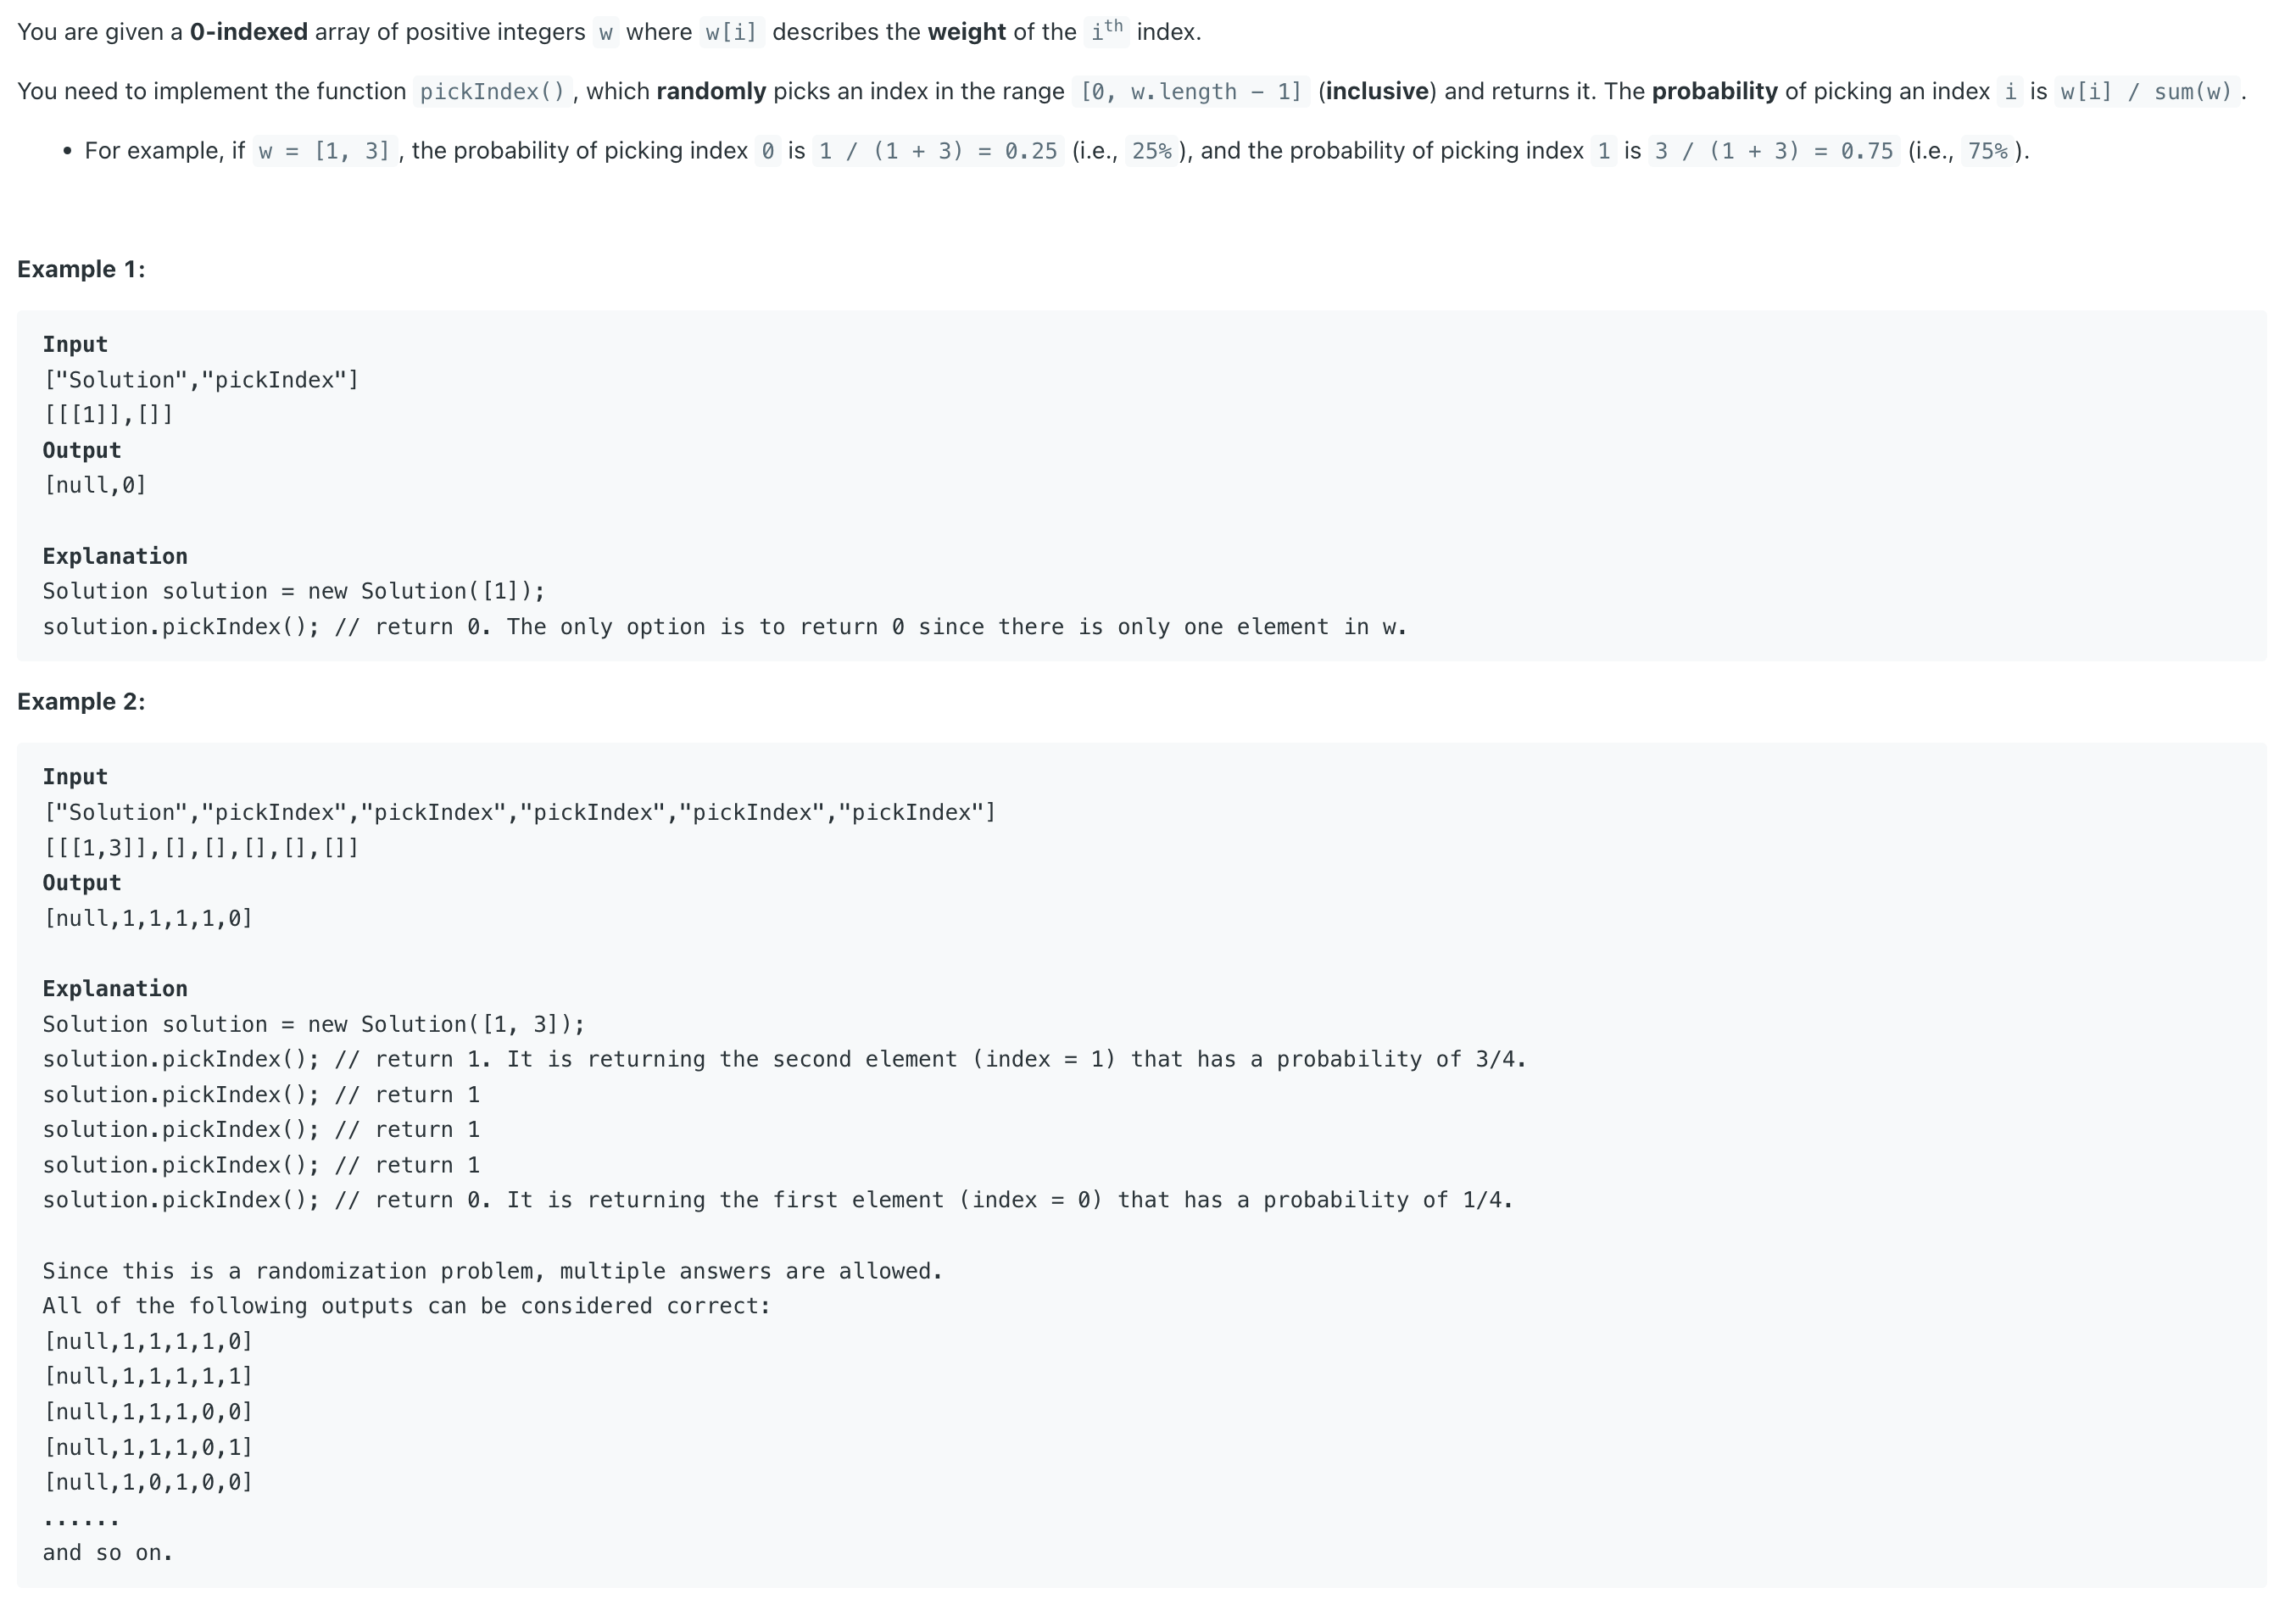 You are given a 0-indexed array of positive integers w where w[i] describes the weight of the ith index.
You need to implement the function pickIndex(), which randomly picks an index in the range [0, w.length - 1] (inclusive) and returns it. The probability of picking an index i is w[i] / sum(w).
• For example, if w = [1, 3], the probability of picking index 0 is 1 / (1 + 3) = 0.25 (i.e., 25%), and the probability of picking index 1 is 3 / (1 + 3) = 0.75 (i.e., 75%).
Example 1:
Input
["Solution","pickIndex"]
[[[1]],[]]
Output
[null,0]
Explanation
Solution solution = new Solution([1]);
solution.pickIndex(); // return 0. The only option is to return 0 since there is only one element in w.
Example 2:
Input
["Solution","pickIndex","pickIndex","pickIndex","pickIndex","pickIndex"]
[[[1,3]],[],[],[],[],[]]
Output
[null,1,1,1,1,0]
Explanation
Solution solution = new Solution([1, 3]);
solution.pickIndex(); // return 1. It is returning the second element (index = 1) that has a probability of 3/4.
solution.pickIndex(); // return 1
solution.pickIndex(); // return 1
solution.pickIndex(); // return 1
solution.pickIndex(); // return 0. It is returning the first element (index = 0) that has a probability of 1/4.
Since this is a randomization problem, multiple answers are allowed.
All of the following outputs can be considered correct:
[null,1,1,1,1,0]
[null,1,1,1,1,1]
[null,1,1,1,0,0]
[null,1,1,1,0,1]
[null,1,0,1,0,0]
......
and so on.